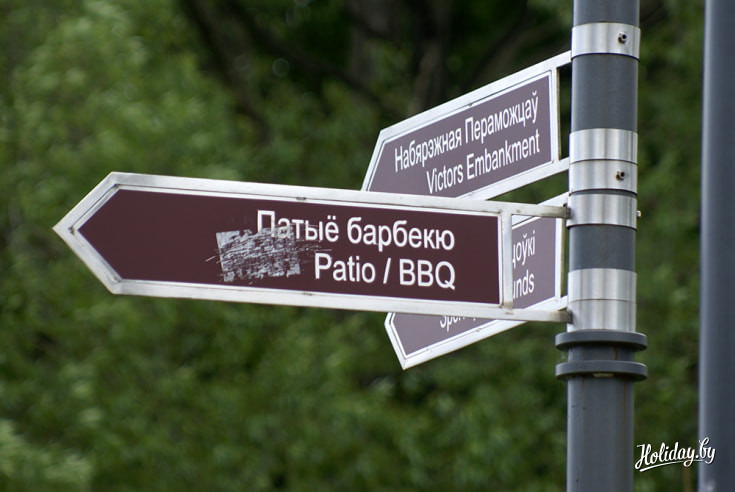 Набярэжная Пераможцаў
Victors Embankment
Патыё барбекю
Patio / BBQ
Holiday.by